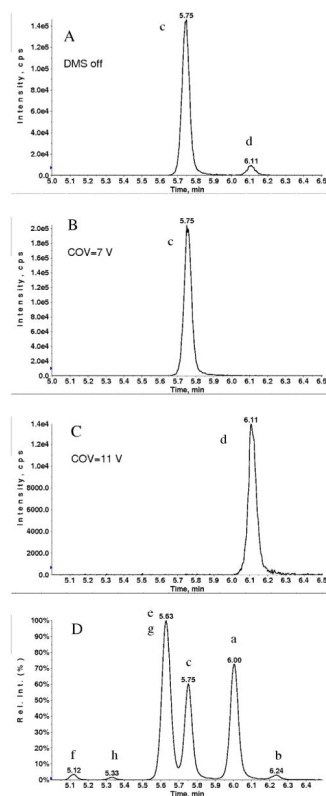 A
DMS off
c
5.75
d
6.11
Intensity, cps
1.4e5
1.2e5
1.0e5
8.0e4
6.0e4
4.0e4
2.0e4
0.0
5.0 5.1 5.2 5.3 5.4 5.5 5.6 5.7 5.8 5.9 6.0 6.1 6.2 6.3 6.4 6.5
Time, min
B
COV=7 V
c
5.75
Intensity, cps
2.0e5
1.8e5
1.6e5
1.4e5
1.2e5
1.0e5
8.0e4
6.0e4
4.0e4
2.0e4
0.0
5.1 5.2 5.3 5.4 5.5 5.6 5.7 5.8 5.9 6.0 6.1 6.2 6.3 6.4 6.5
Time, min
C
COV=11 V
d
6.11
Intensity, cps
1.4e4
1.2e4
1.0e4
8000.0
6000.0
4000.0
2000.0
0.0
5.1 5.2 5.3 5.4 5.5 5.6 5.7 5.8 5.9 6.0 6.1 6.2 6.3 6.4 6.5
Time, min
D
e
g
5.63
c
5.75
a
6.00
f
5.12
h
5.33
b
6.24
Rel. Int. (%)
100%
90%
80%
70%
60%
50%
40%
30%
20%
10%
0%
5.1 5.2 5.3 5.4 5.5 5.6 5.7 5.8 5.9 6.0 6.1 6.2 6.3 6.4 6.5
Time, min